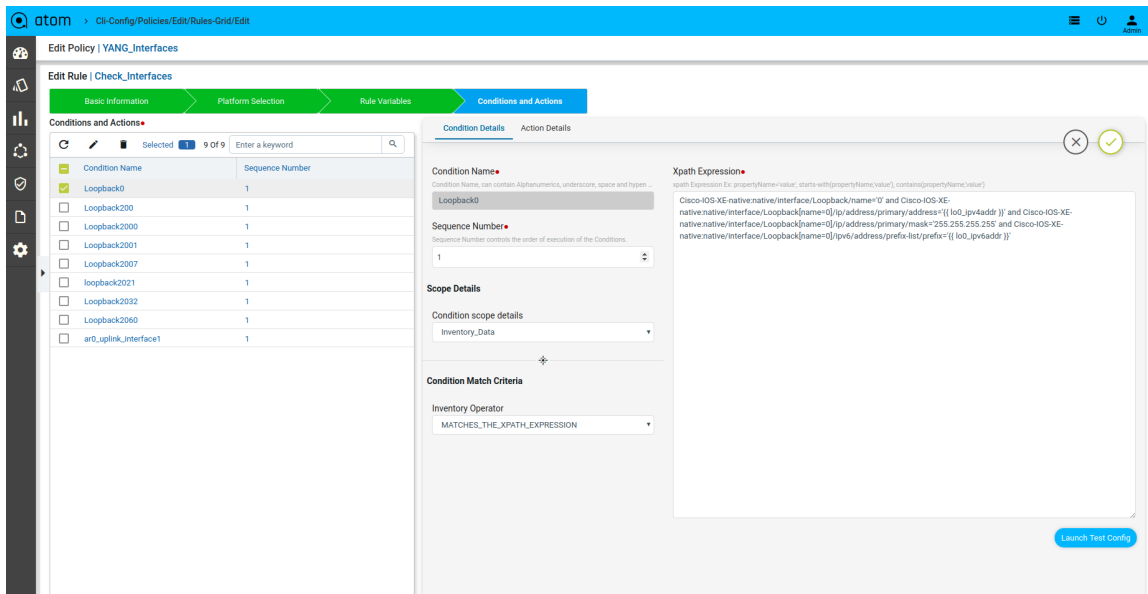 atom > Cli-Config/Policies/Edit/Rules-Grid/Edit
Admin
Edit Policy | YANG_Interfaces
Edit Rule | Check_Interfaces
Basic Information Platform Selection Rule Variables Conditions and Actions
Conditions and Actions
Selected 1 9 Of 9 Enter a keyword
Condition Name Sequence Number
Loopback0 1
Loopback200 1
Loopback2000 1
Loopback2001 1
Loopback2007 1
loopback2021 1
Loopback2032 1
Loopback2060 1
ar0_uplink_interface1 1
Condition Details Action Details
Condition Name
Condition Name, can contain Alphanumerics, underscore, space and hypen ...
Loopback0
Sequence Number
Sequence Number controls the order of execution of the Conditions
1
Scope Details
Condition scope details
Inventory_Data
Condition Match Criteria
Inventory Operator
MATCHES_THE_XPATH_EXPRESSION
Xpath Expression
xpath Expression Ex: propertyName='value', starts-with(propertyName,'value'), contains(propertyName,'value')
Cisco-IOS-XE-native:native/interface/Loopback/name='0' and Cisco-IOS-XE-
native:native/interface/Loopback[name=0]/ip/address/primary/address='{{ lo0_ipv4addr }}' and Cisco-IOS-XE-
native:native/interface/Loopback[name=0]/ip/address/primary/mask='255.255.255.255' and Cisco-IOS-XE-
native:native/interface/Loopback[name=0]/ipv6/address/prefix-list/prefix='{{ lo0_ipv6addr }}'
Launch Test Config